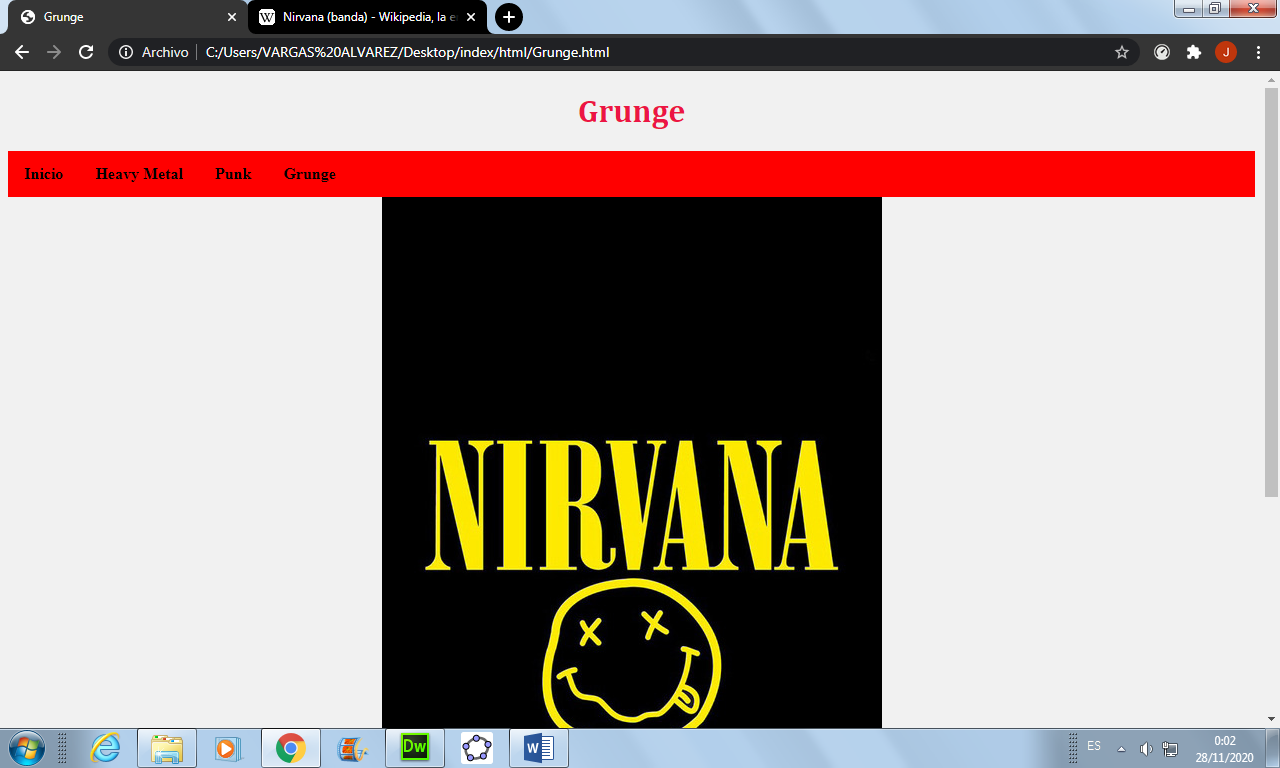 Grunge
Nirvana (banda) - Wikipedia, la e
Archivo
C:/Users/VARGAS%20ALVAREZ/Desktop/index/html/Grunge.html
J
Grunge
Inicio Heavy Metal Punk Grunge
NIRVANA
Dw
ES
0:02
28/11/2020